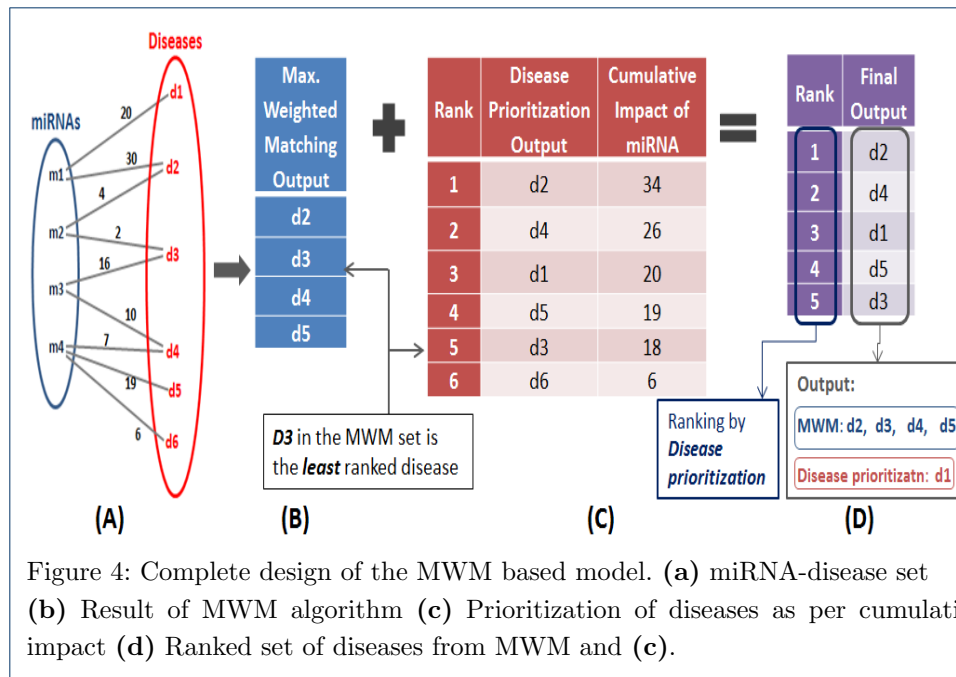 Diseases
miRNAs
m1
m2
m3
m4
d1
d2
d3
d4
d5
d6
20
30
4
2
16
10
7
19
6
(A)
Max.
Weighted
Matching
Output
d2
d3
d4
d5
D3 in the MWM set is
the least ranked disease
(B)
Rank Disease Prioritization Output Cumulative Impact of miRNA
1 d2 34
2 d4 26
3 d1 20
4 d5 19
5 d3 18
6 d6 6
(C)
Rank Final Output
1 d2
2 d4
3 d1
4 d5
5 d3
Ranking by
Disease
prioritization
Output:
MWM: d2, d3, d4, d5
Disease prioritizatn: d1
(D)
Figure 4: Complete design of the MWM based model. (a) miRNA-disease set
(b) Result of MWM algorithm (c) Prioritization of diseases as per cumulati
impact (d) Ranked set of diseases from MWM and (c).